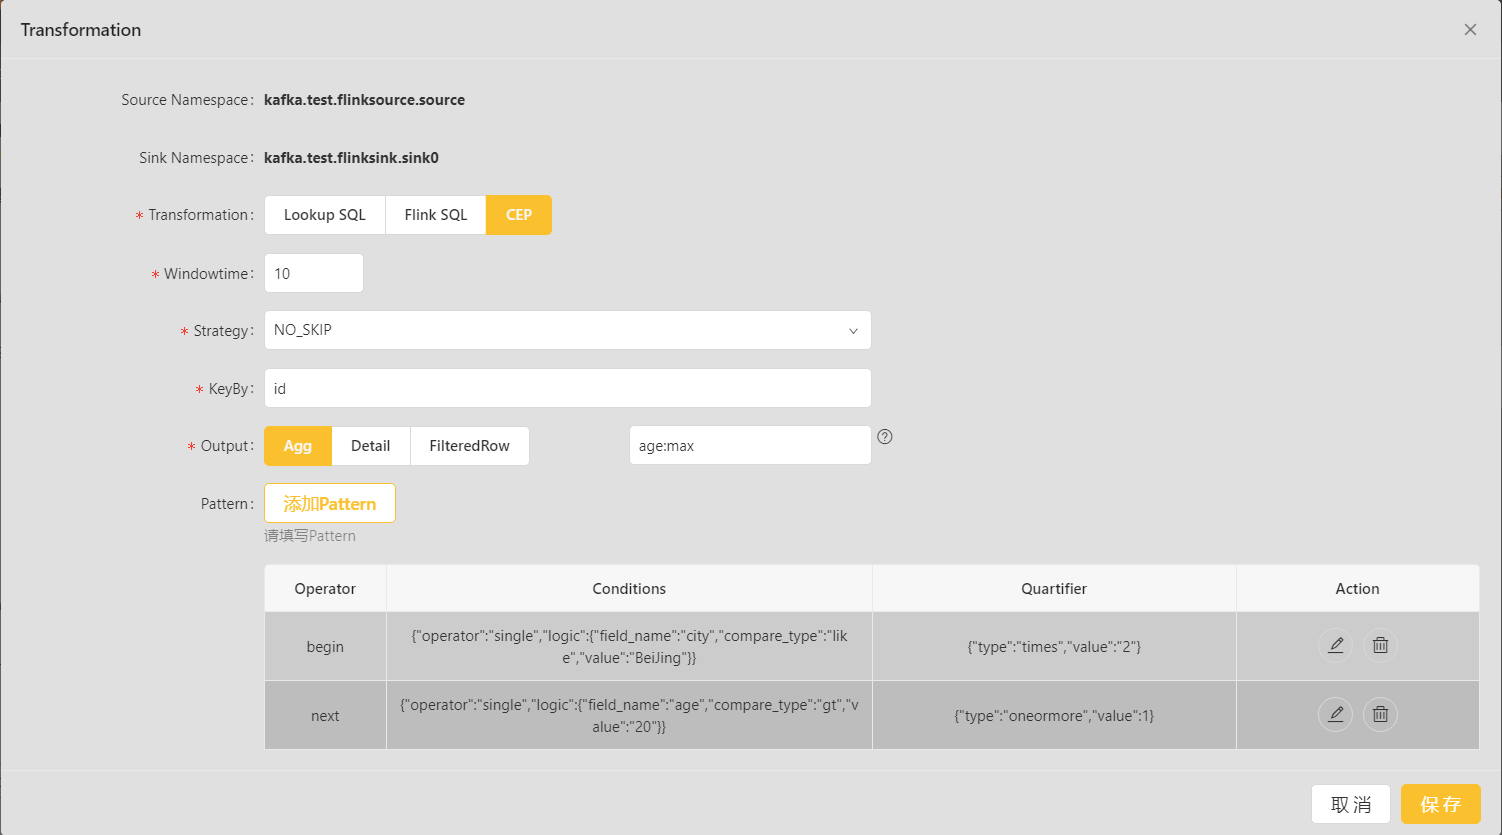 Transformation
Source Namespace: kafka.test.flinksource.source
Sink Namespace: kafka.test.flinksink.sink0
* Transformation: Lookup SQL Flink SQL CEP
* Windowtime: 10
* Strategy: NO_SKIP
* KeyBy: id
* Output: Agg Detail FilteredRow age:max
Pattern: 添加Pattern
请填写Pattern
Operator Conditions Quartifier Action
begin {"operator":"single","logic":{"field_name":"city","compare_type":"lik
e","value":"BeiJing"}} {"type":"times","value":"2"}
next {"operator":"single","logic":{"field_name":"age","compare_type":"gt","v
alue":"20"}} {"type":"oneormore","value":1}
取 消 保 存